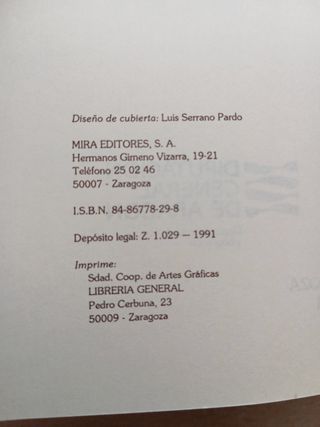 Diseño de cubierta: Luis Serrano Pardo
MIRA EDITORES, S. A.
Hermanos Gimeno Vizarra, 19-21
Teléfono 25 02 46
50007 - Zaragoza
I.S.B.N. 84-86778-29-8
Depósito legal: Z. 1.029 — 1991
Imprime:
Sdad. Coop. de Artes Gráficas
LIBRERIA GENERAL
Pedro Cerbuna, 23
50009 - Zaragoza